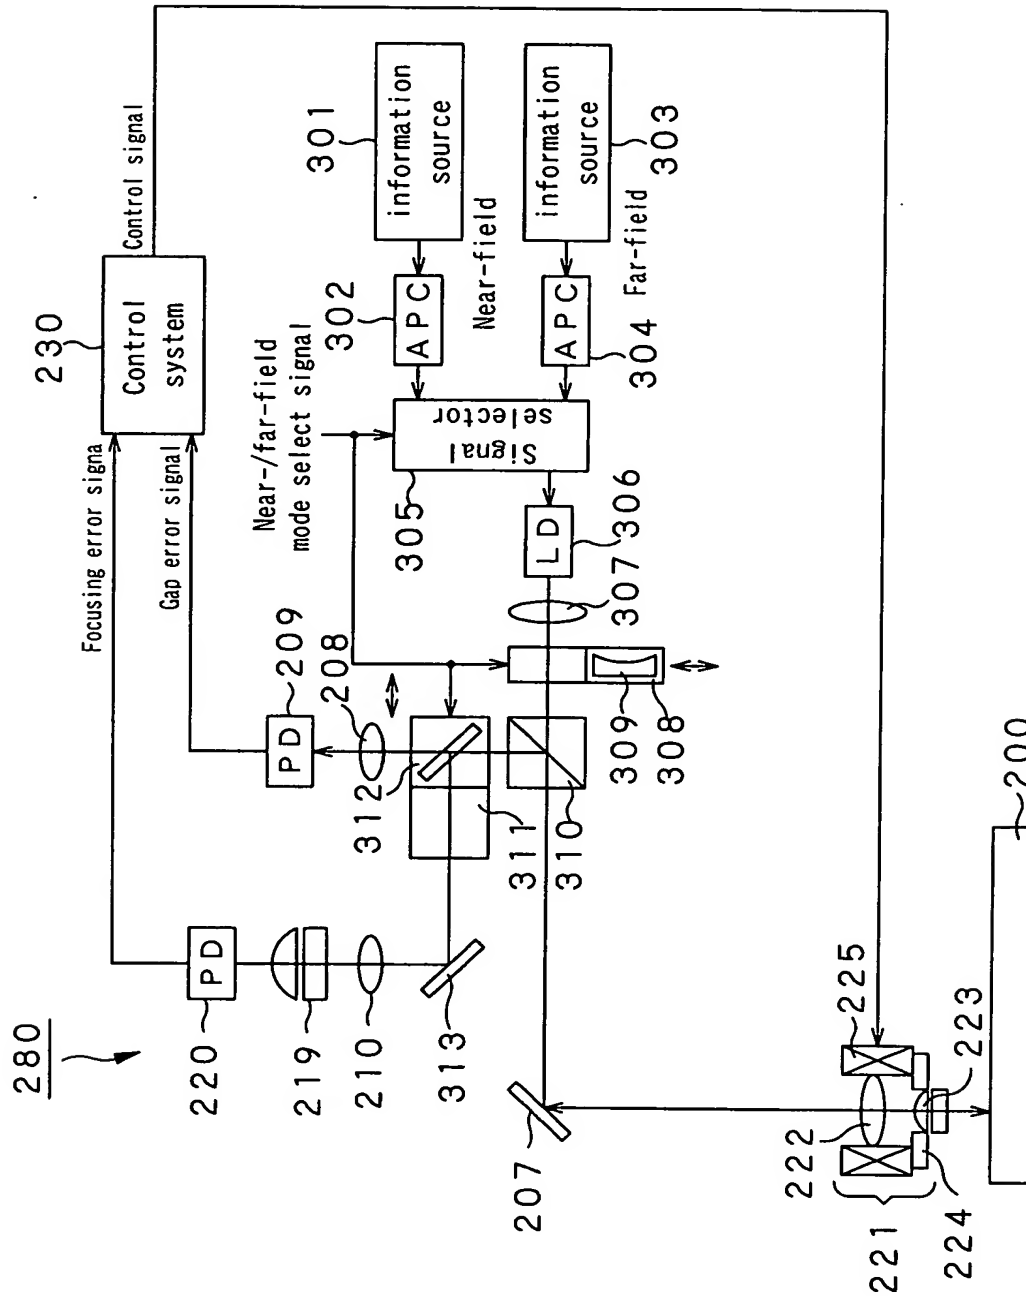 280
230
Control
system
Control signal
Focusing error signa
Gap error signal
Near-/far-field
mode select signal
301
information
source
303
information
source
Near-field
Far-field
302
APC
304
APC
305
Signal
selector
306
LD
307
309
308
209
PD
208
312
311
310
220
PD
219
210
313
207
225
223
222
221
224
200